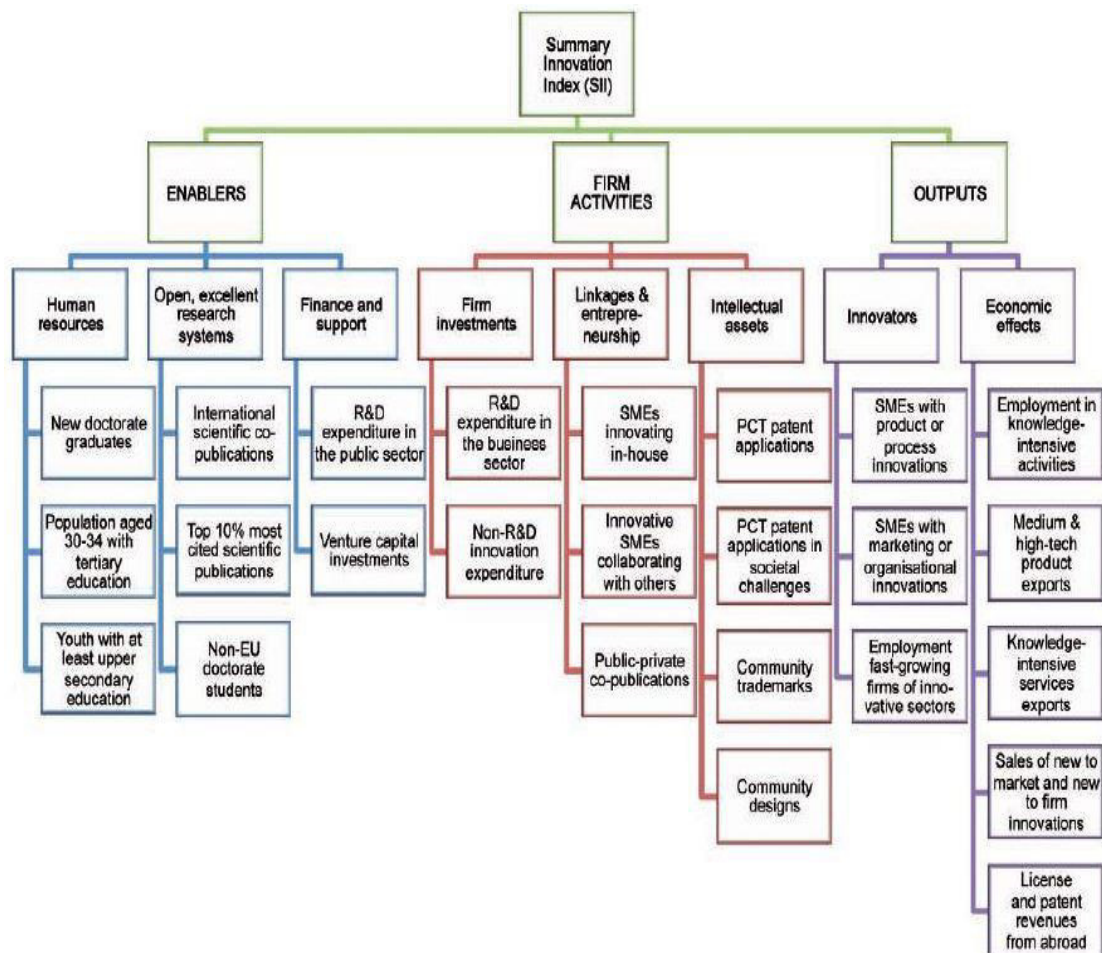 Summary
Innovation
Index (SII)
ENABLERS
FIRM
ACTIVITIES
OUTPUTS
Human
resources
Open, excellent
research
systems
Finance and
support
Firm
investments
Linkages &
entrepre-
neurship
Intellectual
assets
Innovators
Economic
effects
New doctorate
graduates
Population aged
30-34 with
tertiary
education
Youth with at
least upper
secondary
education
International
scientific co-
publications
Top 10% most
cited scientific
publications
Non-EU
doctorate
students
R&D
expenditure in
the public sector
Venture capital
investments
R&D
expenditure in
the business
sector
Non-R&D
innovation
expenditure
SMEs
innovating
in-house
Innovative
SMEs
collaborating
with others
Public-private
co-publications
PCT patent
applications
PCT patent
applications in
societal
challenges
Community
trademarks
Community
designs
SMEs with
product or
process
innovations
SMEs with
marketing or
organisational
innovations
Employment
fast-growing
firms of inno-
vative sectors
Employment in
knowledge-
intensive
activities
Medium &
high-tech
product
exports
Knowledge-
intensive
services
exports
Sales of new to
market and new
to firm
innovations
License
and patent
revenues
from abroad